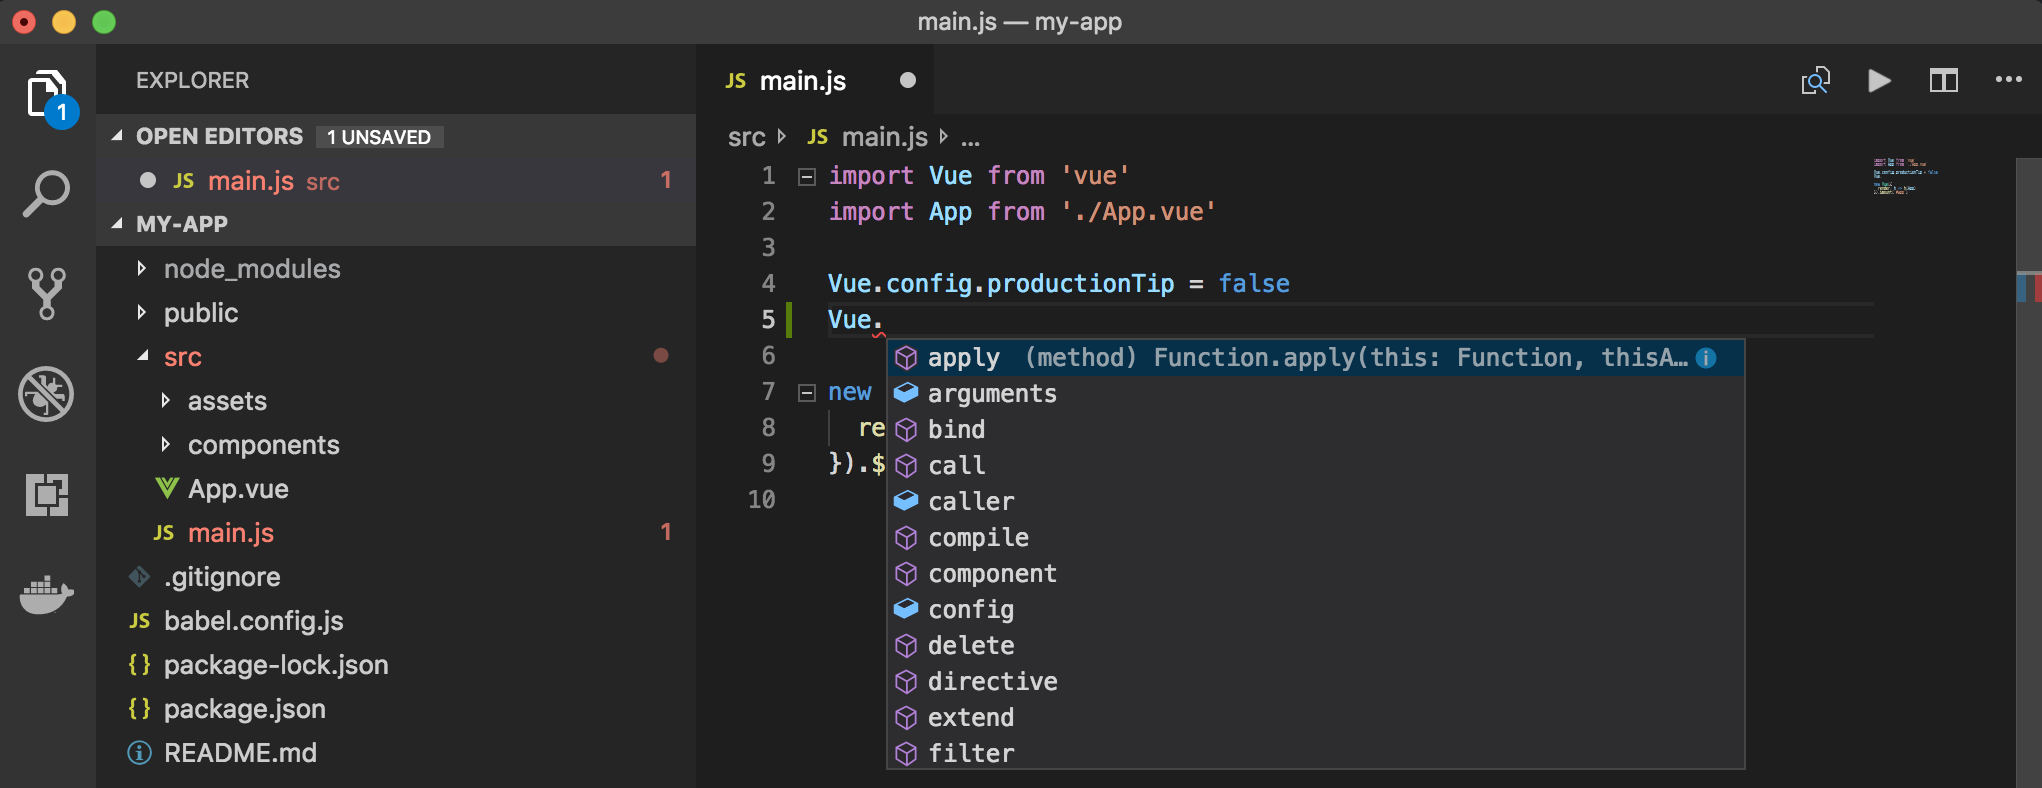 main.js — my-app
EXPLORER
OPEN EDITORS 1 UNSAVED
JS main.js src 1
MY-APP
node_modules
public
src
assets
components
App.vue
JS main.js 1
.gitignore
JS babel.config.js
{} package-lock.json
{} package.json
README.md
1
JS main.js
src JS main.js ...
1 import Vue from 'vue'
2 import App from './App.vue'
3
4 Vue.config.productionTip = false
5 Vue.
6
7 new
8 re
9 }).$
10
apply (method) Function.apply(this: Function, thisA...
arguments
bind
call
caller
compile
component
config
delete
directive
extend
filter